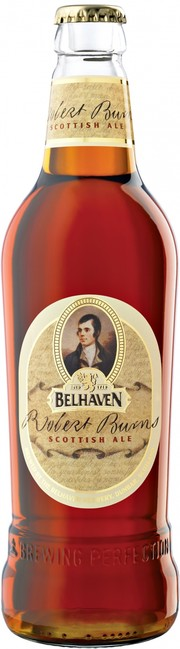 Robert Burns
SCOTTISH ALE
BELHAVEN
Robert Burns
SCOTTISH ALE
BREWING PERFECTION